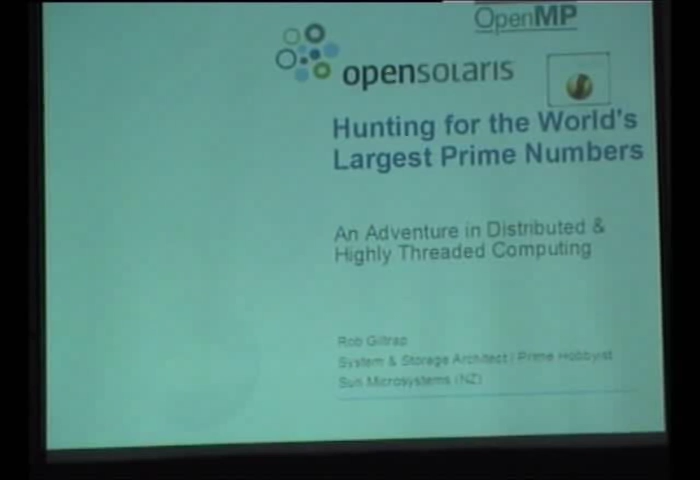 OpenMP
opensolaris
Hunting for the World's
Largest Prime Numbers
An Adventure in Distributed &
Highly Threaded Computing
Rob Giltrap
System & Storage Architect | Prime Hobbyist
Sun Microsystems (NZ)